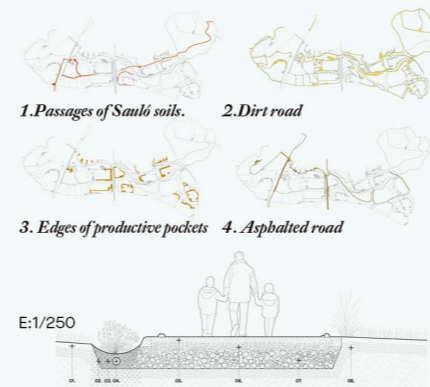 1.Passages of Sauló soils.
2.Dirt road
3. Edges of productive pockets
4. Asphalted road
E:1/250
01. 02. 03. 04. 05. 06. 07. 08.